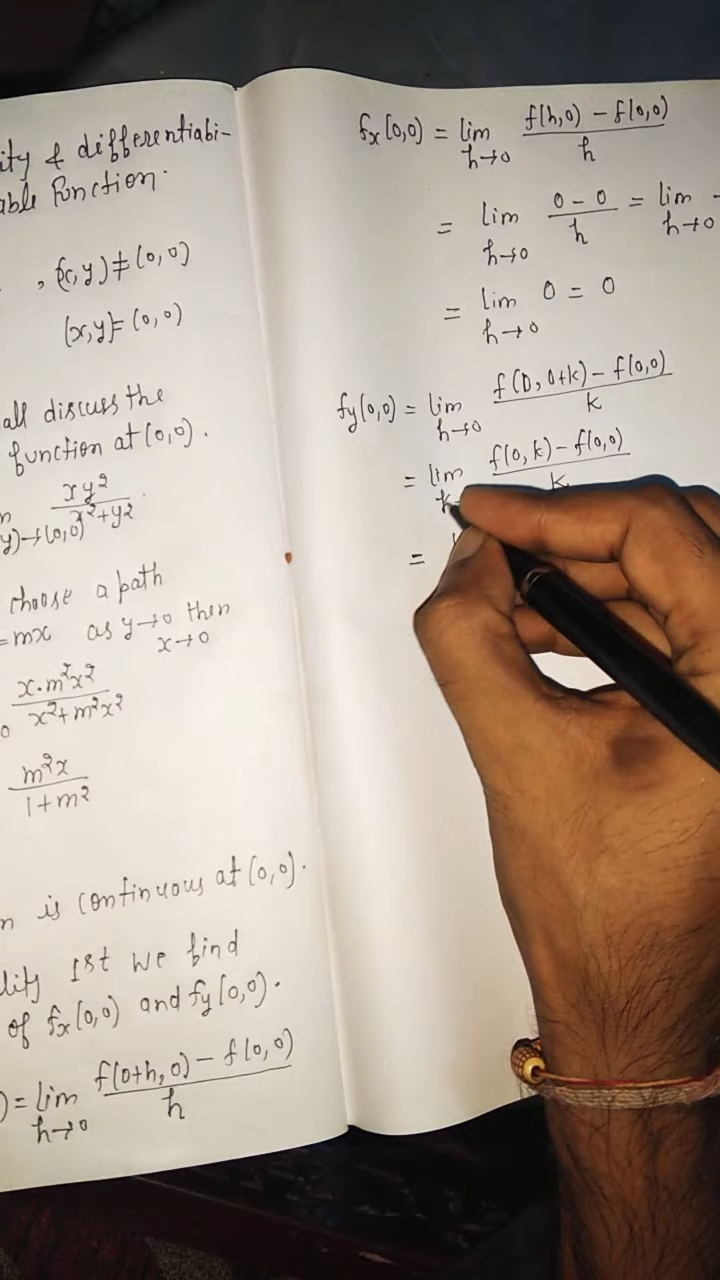 ity & differentiabi-
able function.
, (x,y) ≠ (0,0)
(x,y) = (0,0)
all discuss the
function at (0,0).
xy²
x²+y²
y)→(0,0)
choose a path
=mx as y→0 then
x→0
x·m²x²
x²+m²x²
0
m²x
1+m²
n is continuous at (0,0).
lity 1st we find
of fx(0,0) and fy(0,0).
) = lim f(0+h,0) - f(0,0)
h→0 h
fx(0,0) = lim f(h,0) - f(0,0)
h→0 h
= lim 0-0 = lim -
h→0 h h→0
= lim 0 = 0
h→0
fy(0,0) = lim f(0,0+k) - f(0,0)
h→0 k
= lim f(0,k) - f(0,0)
k k
=